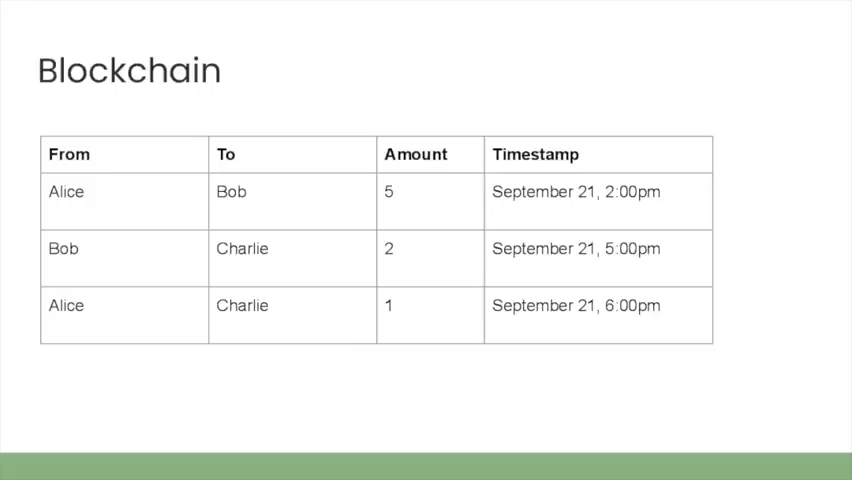 Blockchain
From To Amount Timestamp
Alice Bob 5 September 21, 2:00pm
Bob Charlie 2 September 21, 5:00pm
Alice Charlie 1 September 21, 6:00pm